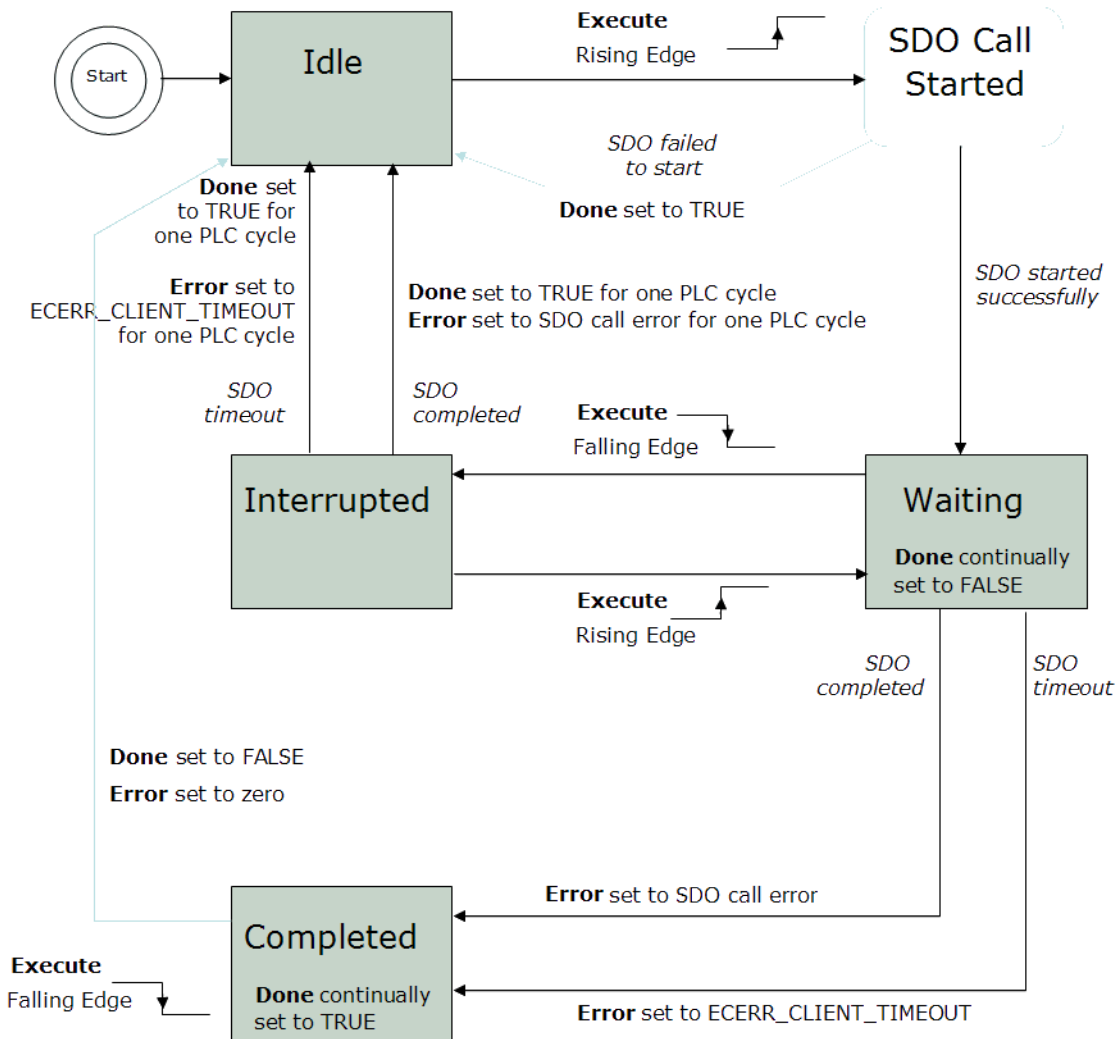 Start
Idle
Execute
Rising Edge
SDO Call
Started
SDO failed
to start
Done set to TRUE
Done set
to TRUE for
one PLC cycle
Error set to
ECERR_CLIENT_TIMEOUT
for one PLC cycle
Done set to TRUE for one PLC cycle
Error set to SDO call error for one PLC cycle
SDO started
successfully
SDO
timeout
SDO
completed
Execute
Falling Edge
Interrupted
Waiting
Done continually
set to FALSE
Execute
Rising Edge
SDO
completed
SDO
timeout
Done set to FALSE
Error set to zero
Error set to SDO call error
Completed
Done continually
set to TRUE
Execute
Falling Edge
Error set to ECERR_CLIENT_TIMEOUT